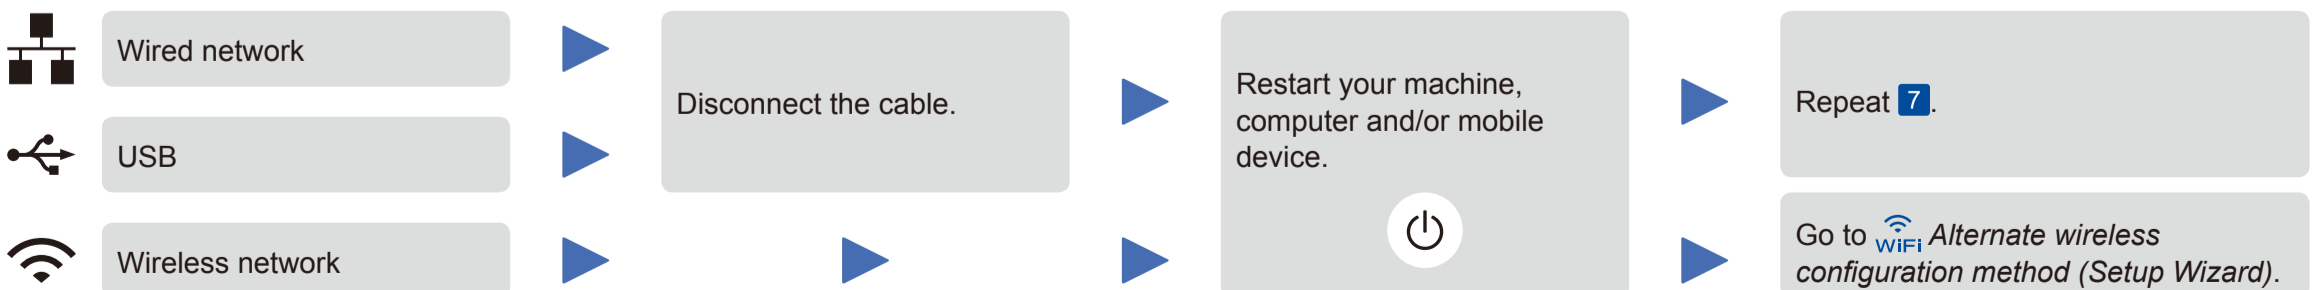 Wired network
USB
Wireless network
Disconnect the cable.
Restart your machine,
computer and/or mobile
device.
Repeat 7.
Go to WiFi Alternate wireless
configuration method (Setup Wizard).